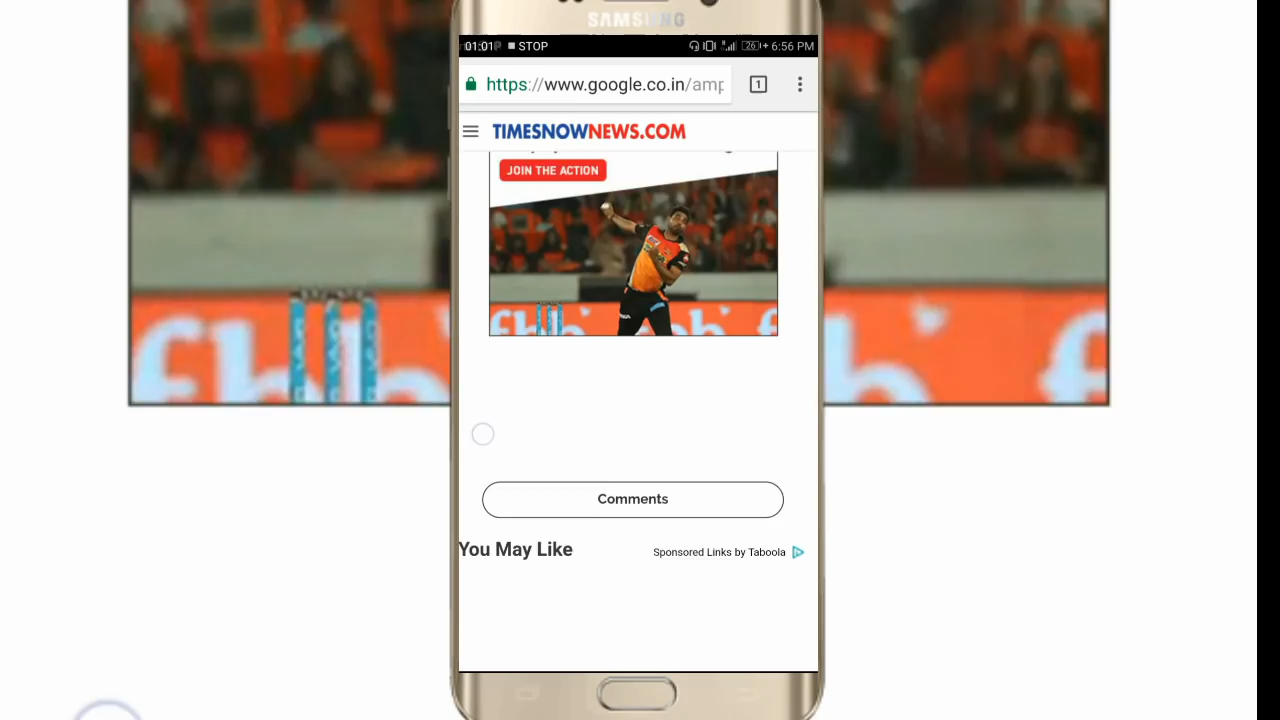 SAMSUNG
01:01 STOP 26 6:56 PM
https://www.google.co.in/amp 1
TIMESNOWNEWS.COM
JOIN THE ACTION
Comments
You May Like
Sponsored Links by Taboola